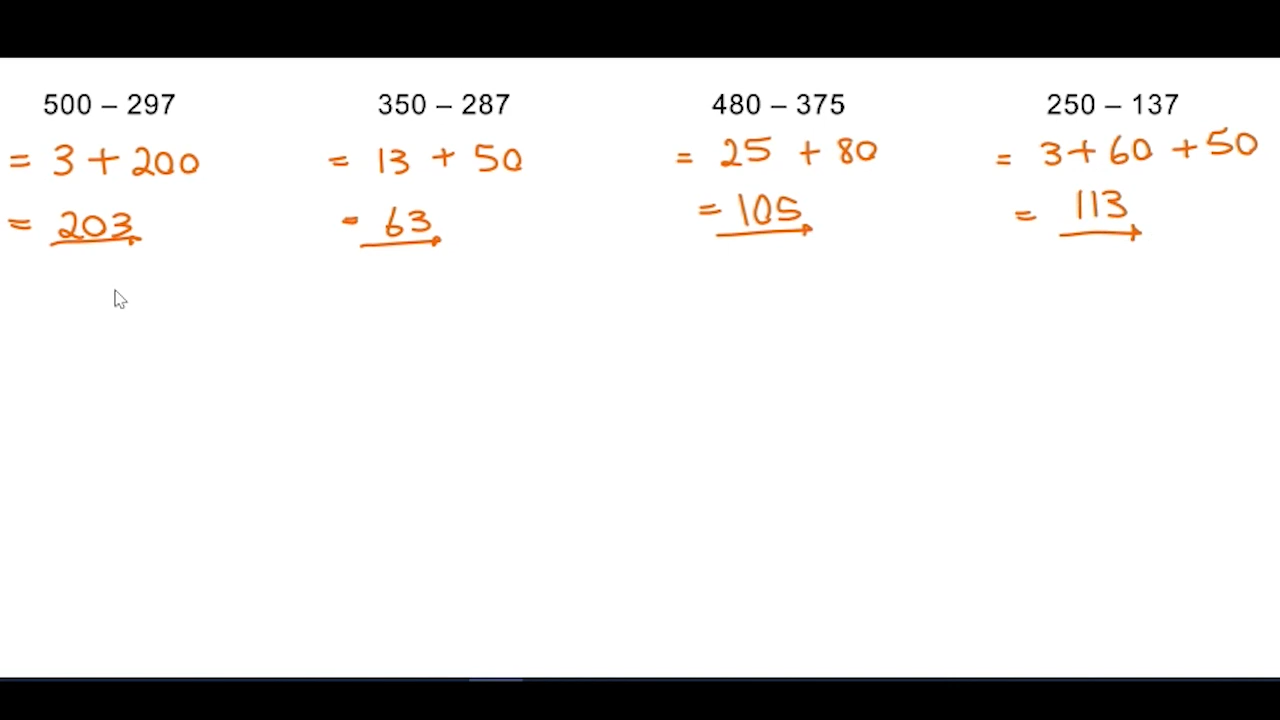 500 – 297
= 3 + 200
= 203
350 – 287
= 13 + 50
= 63
480 – 375
= 25 + 80
= 105
250 – 137
= 3 + 60 + 50
= 113